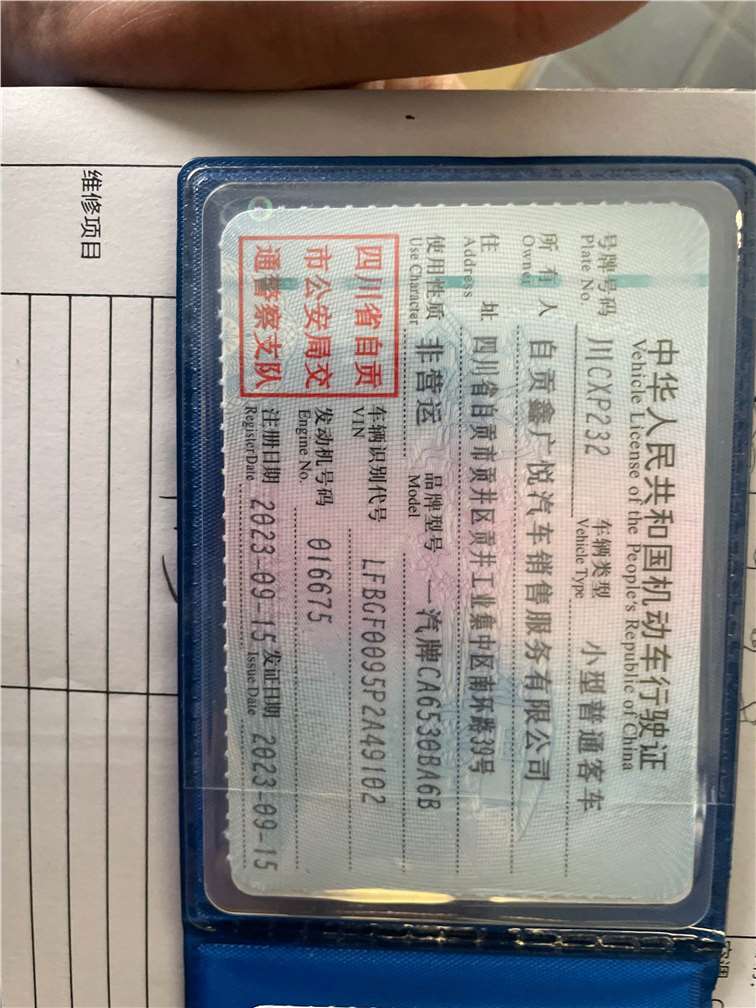 中华人民共和国机动车行驶证
Vehicle License of the People's Republic of China
号牌号码 川CXP232 车辆类型 小型普通客车
Plate No. Vehicle Type
所有人 自贡鑫广悦汽车销售服务有限公司
Owner
住址 四川省自贡市贡井区贡井工业集中区南环路39号
Address
使用性质 非营运 品牌型号 一汽牌CA6530BA6B
Use Character Model
四川省自贡
市公安局交
通警察支队
车辆识别代号 LFBGF0095P2A49102
VIN
发动机号码 016675
Engine No.
注册日期 2023-09-15 发证日期 2023-09-15
Register Date Issue Date
维修项目